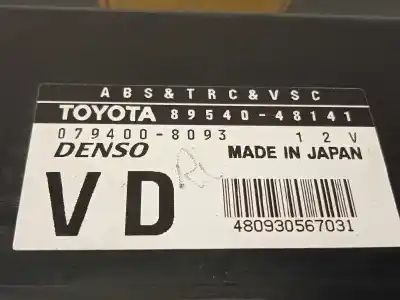 ABS&TRC&VSC
TOYOTA 89540-48141
079400-8093 12V
DENSO MADE IN JAPAN
VD
480930567031